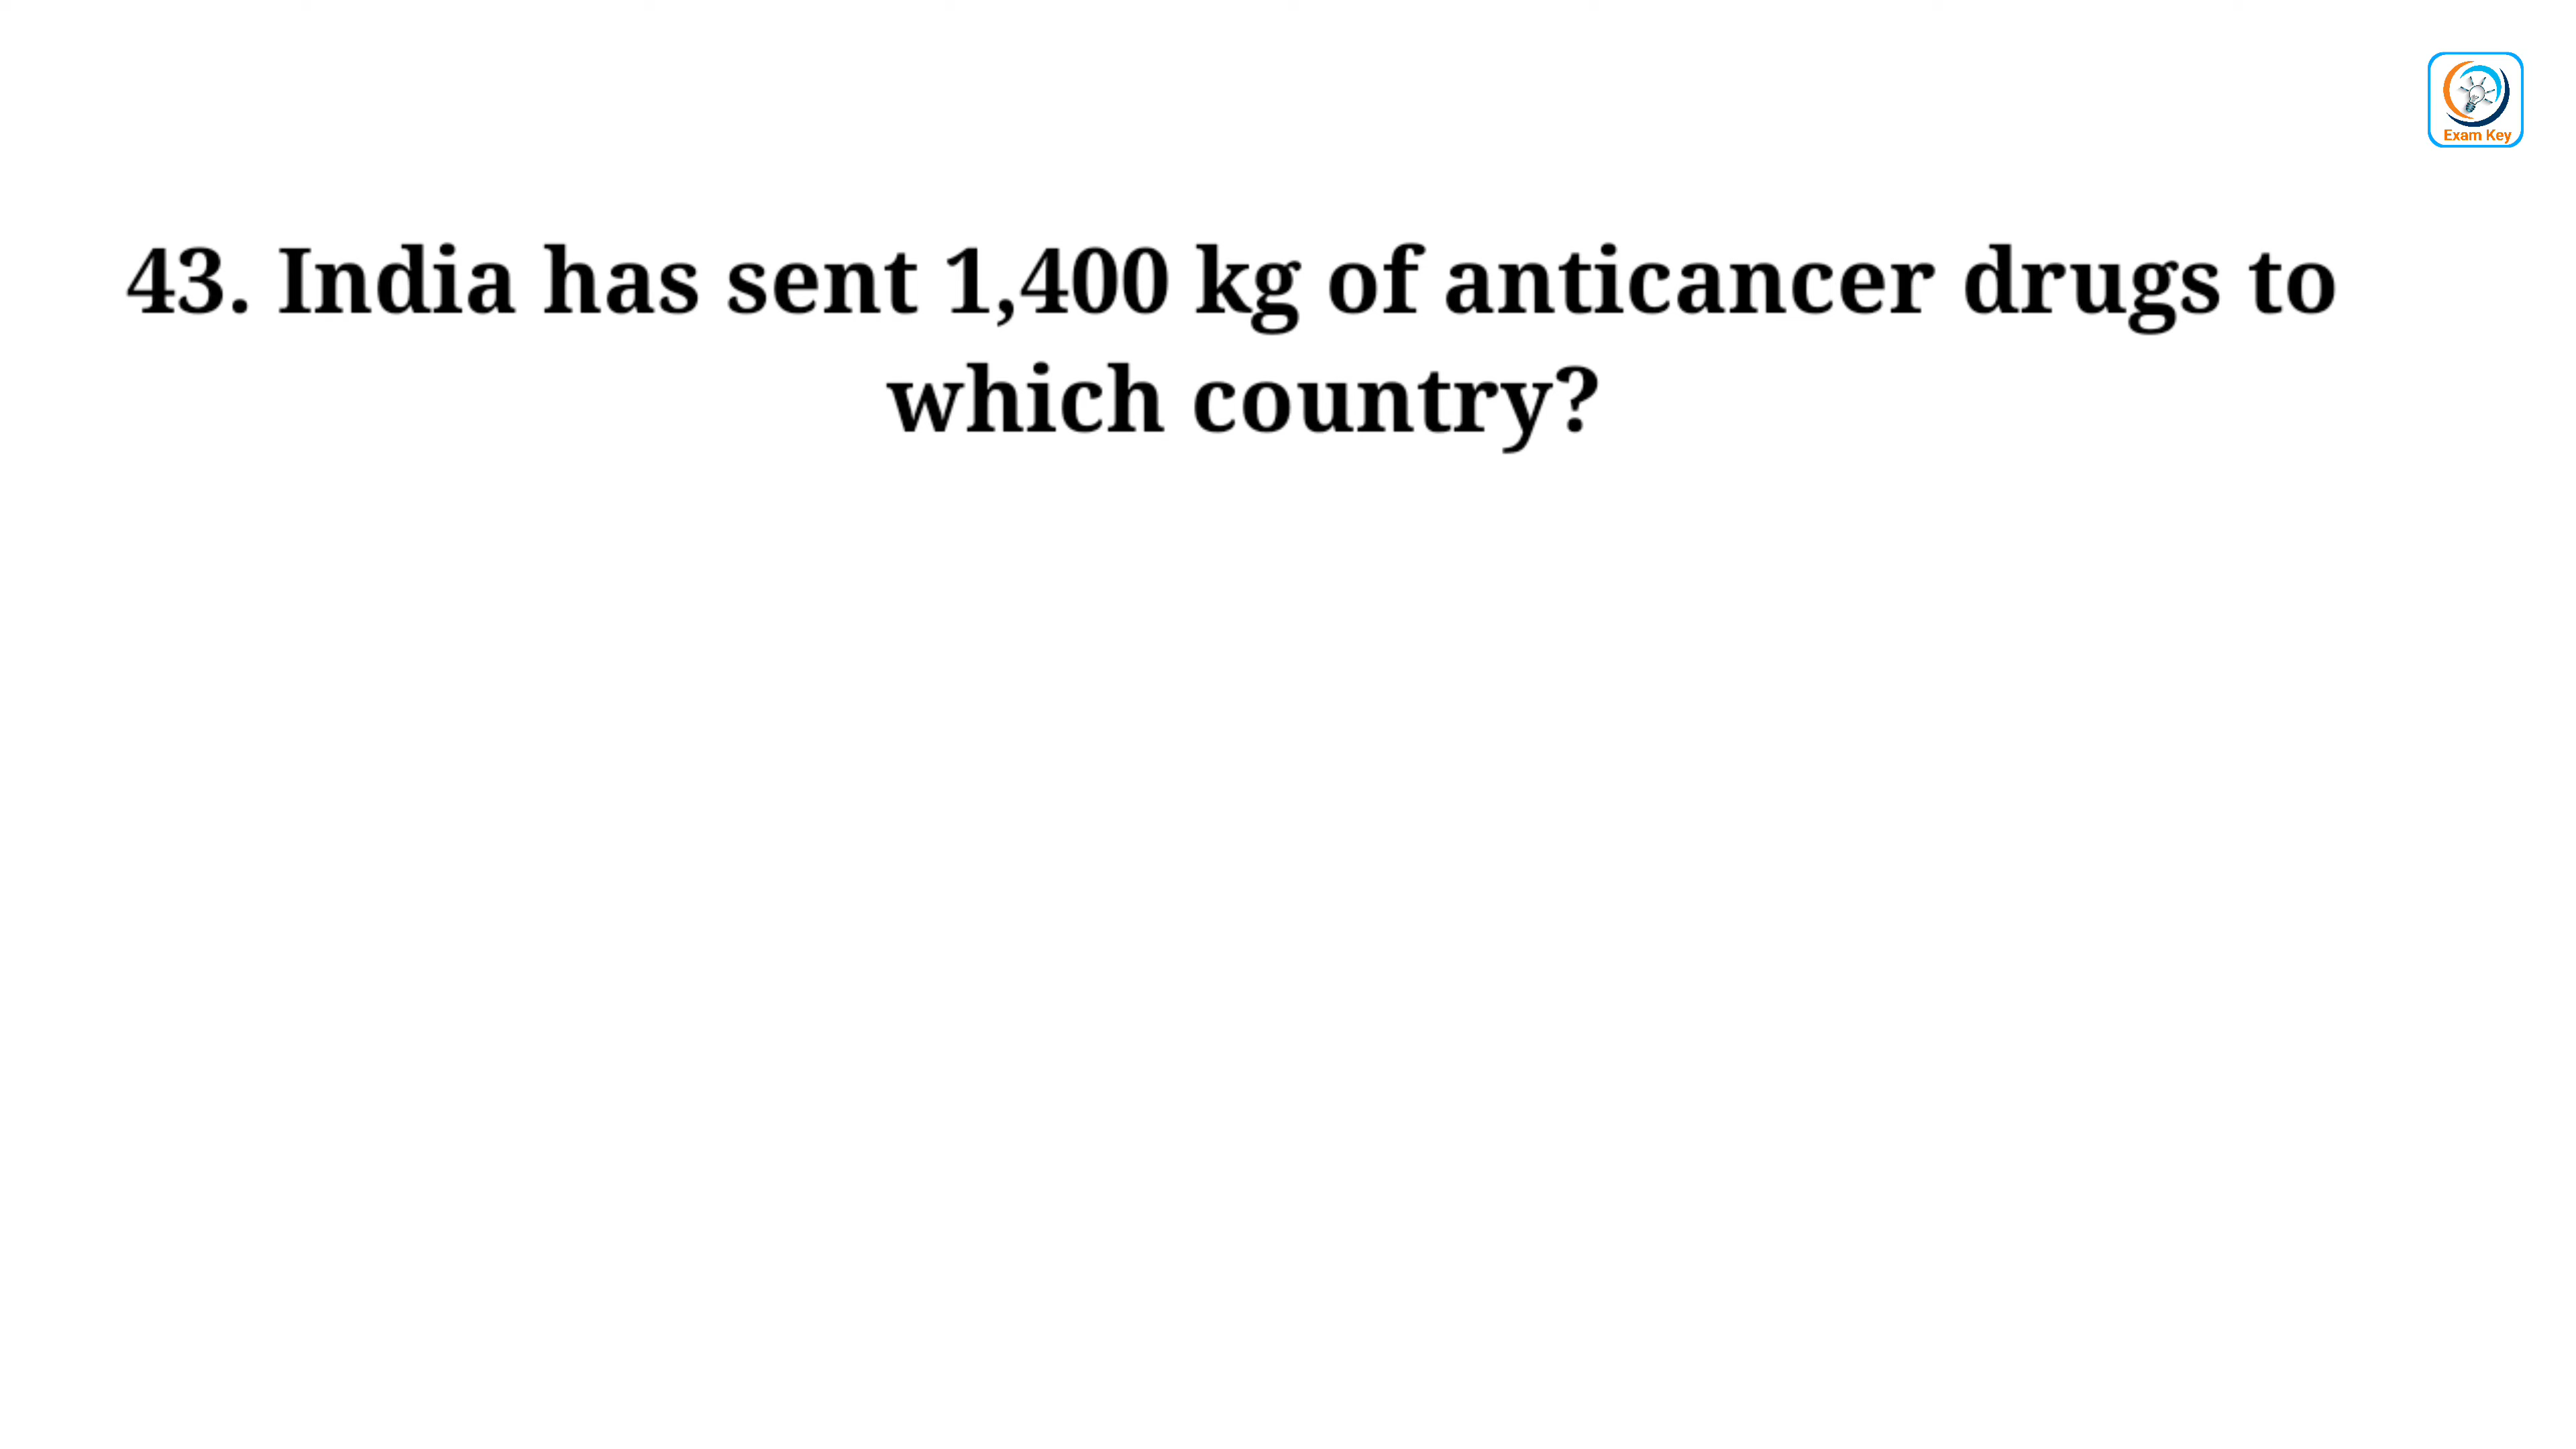 Exam Key
43. India has sent 1,400 kg of anticancer drugs to
which country?